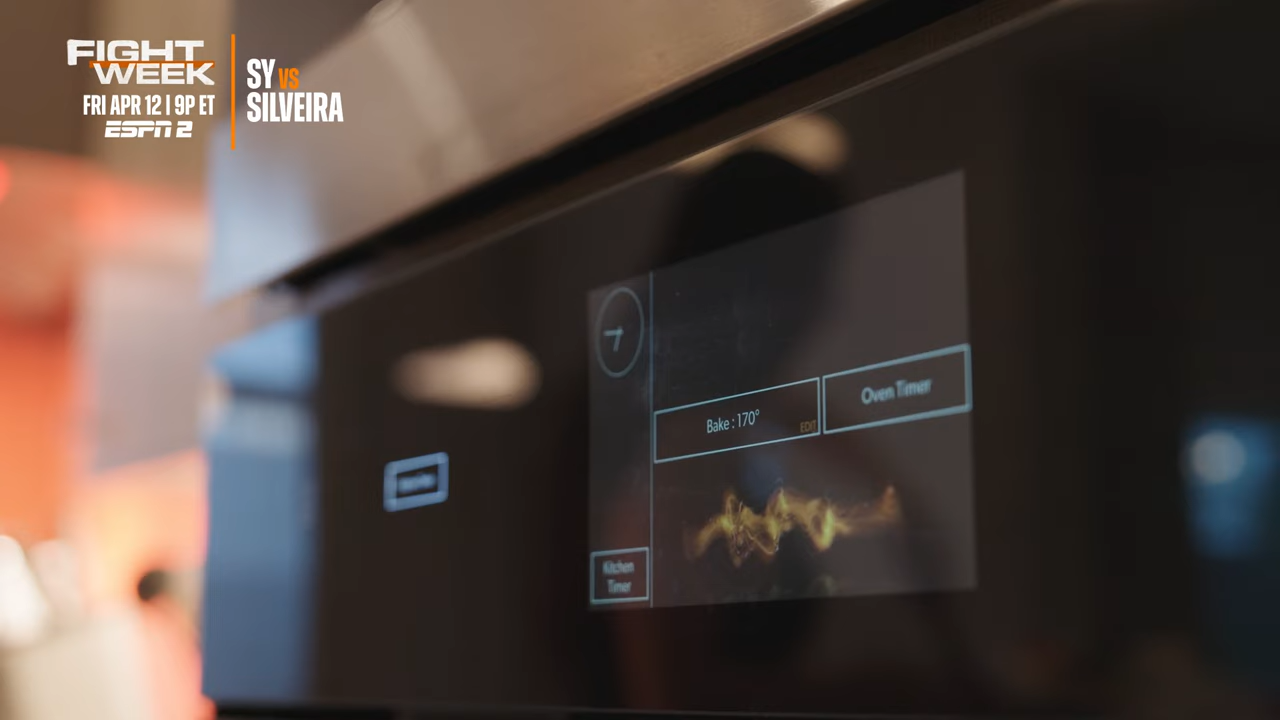 FIGHT
WEEK
FRI APR 12 | 9P ET
ESPN 2
SY VS
SILVEIRA
Bake : 170°
EDIT
Oven Timer
Kitchen
Timer